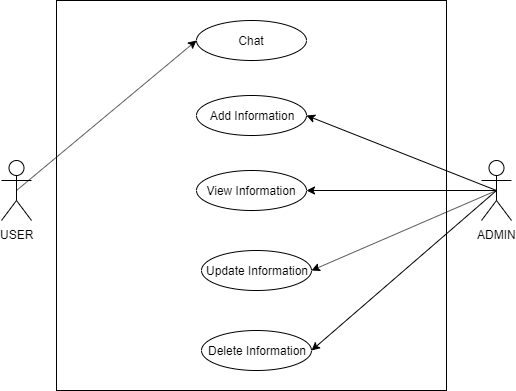 Chat
Add Information
View Information
USER
ADMIN
Update Information
Delete Information